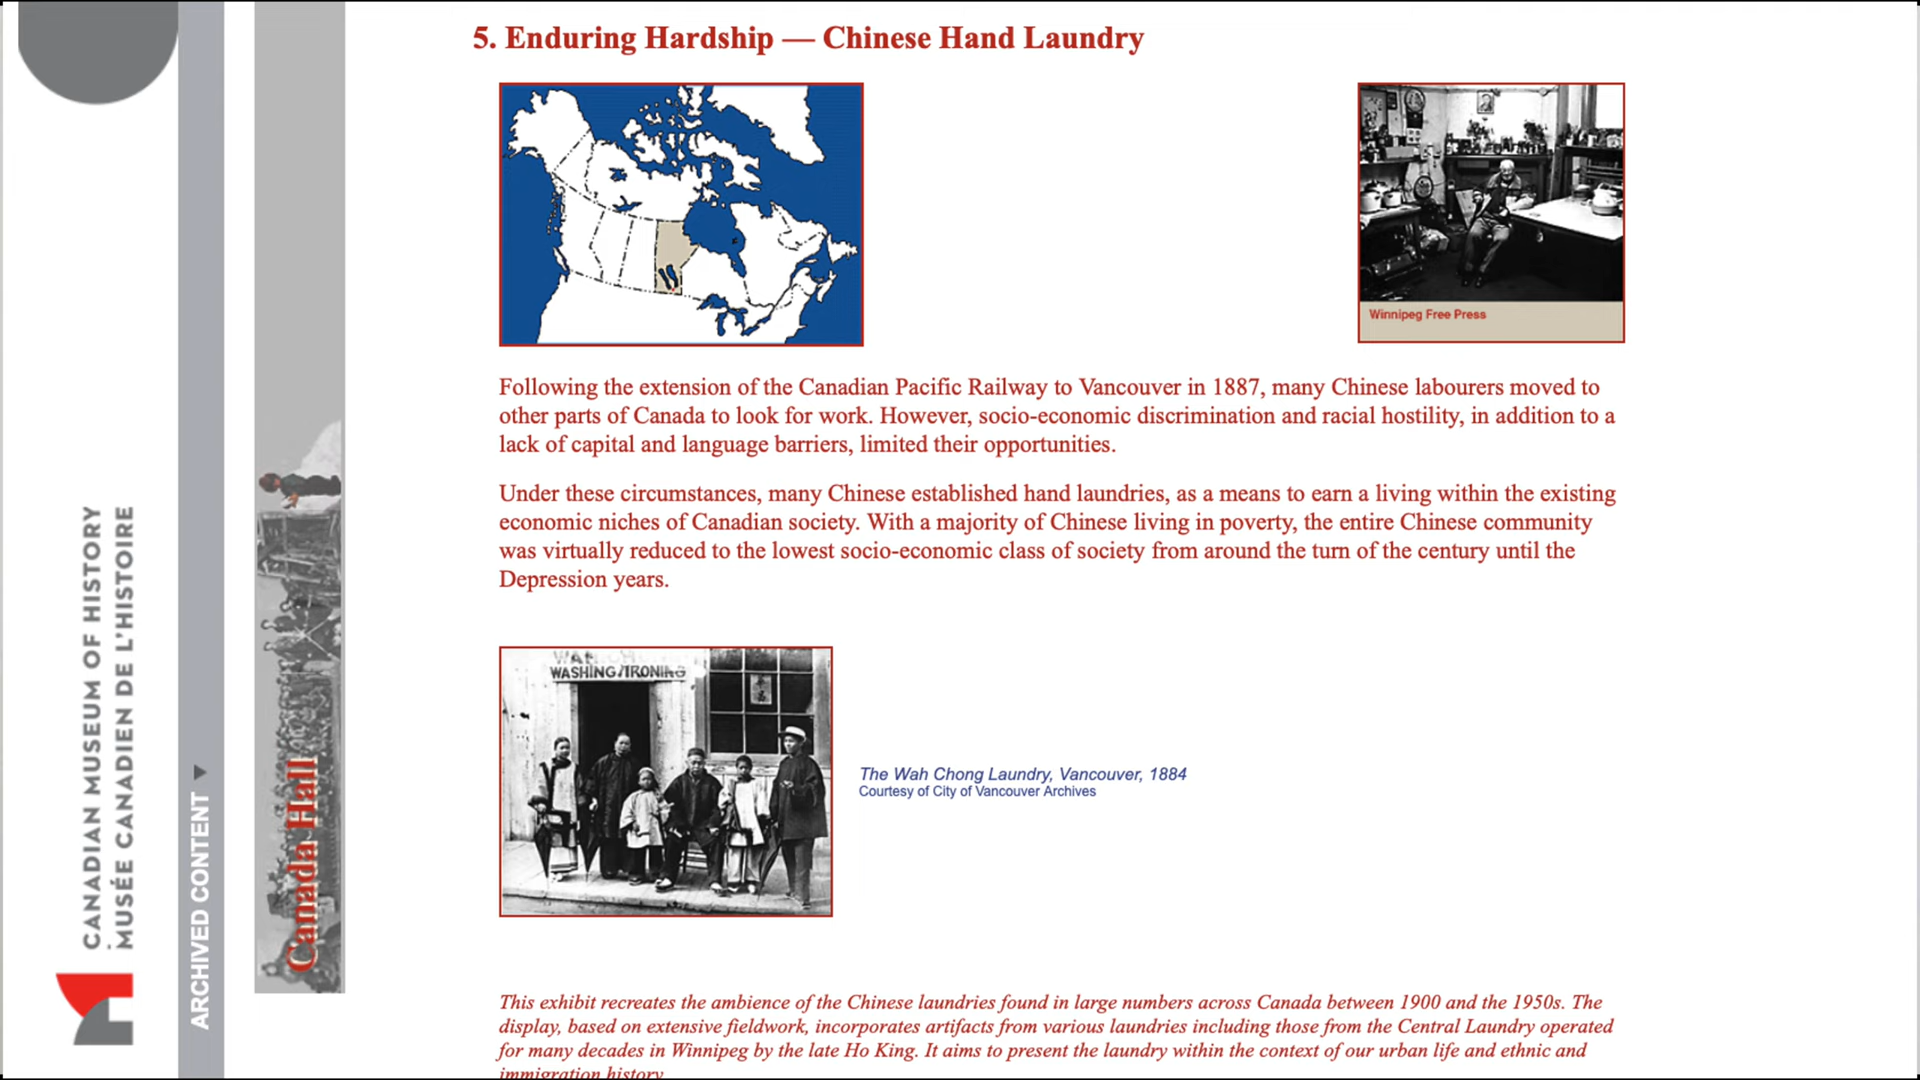 5. Enduring Hardship — Chinese Hand Laundry
Winnipeg Free Press
Following the extension of the Canadian Pacific Railway to Vancouver in 1887, many Chinese labourers moved to
other parts of Canada to look for work. However, socio-economic discrimination and racial hostility, in addition to a
lack of capital and language barriers, limited their opportunities.
Under these circumstances, many Chinese established hand laundries, as a means to earn a living within the existing
economic niches of Canadian society. With a majority of Chinese living in poverty, the entire Chinese community
was virtually reduced to the lowest socio-economic class of society from around the turn of the century until the
Depression years.
WAH CHONG
WASHING/IRONING
The Wah Chong Laundry, Vancouver, 1884
Courtesy of City of Vancouver Archives
This exhibit recreates the ambience of the Chinese laundries found in large numbers across Canada between 1900 and the 1950s. The
display, based on extensive fieldwork, incorporates artifacts from various laundries including those from the Central Laundry operated
for many decades in Winnipeg by the late Ho King. It aims to present the laundry within the context of our urban life and ethnic and
immigration history.
CANADIAN MUSEUM OF HISTORY
MUSÉE CANADIEN DE L'HISTOIRE
ARCHIVED CONTENT
Canada Hall